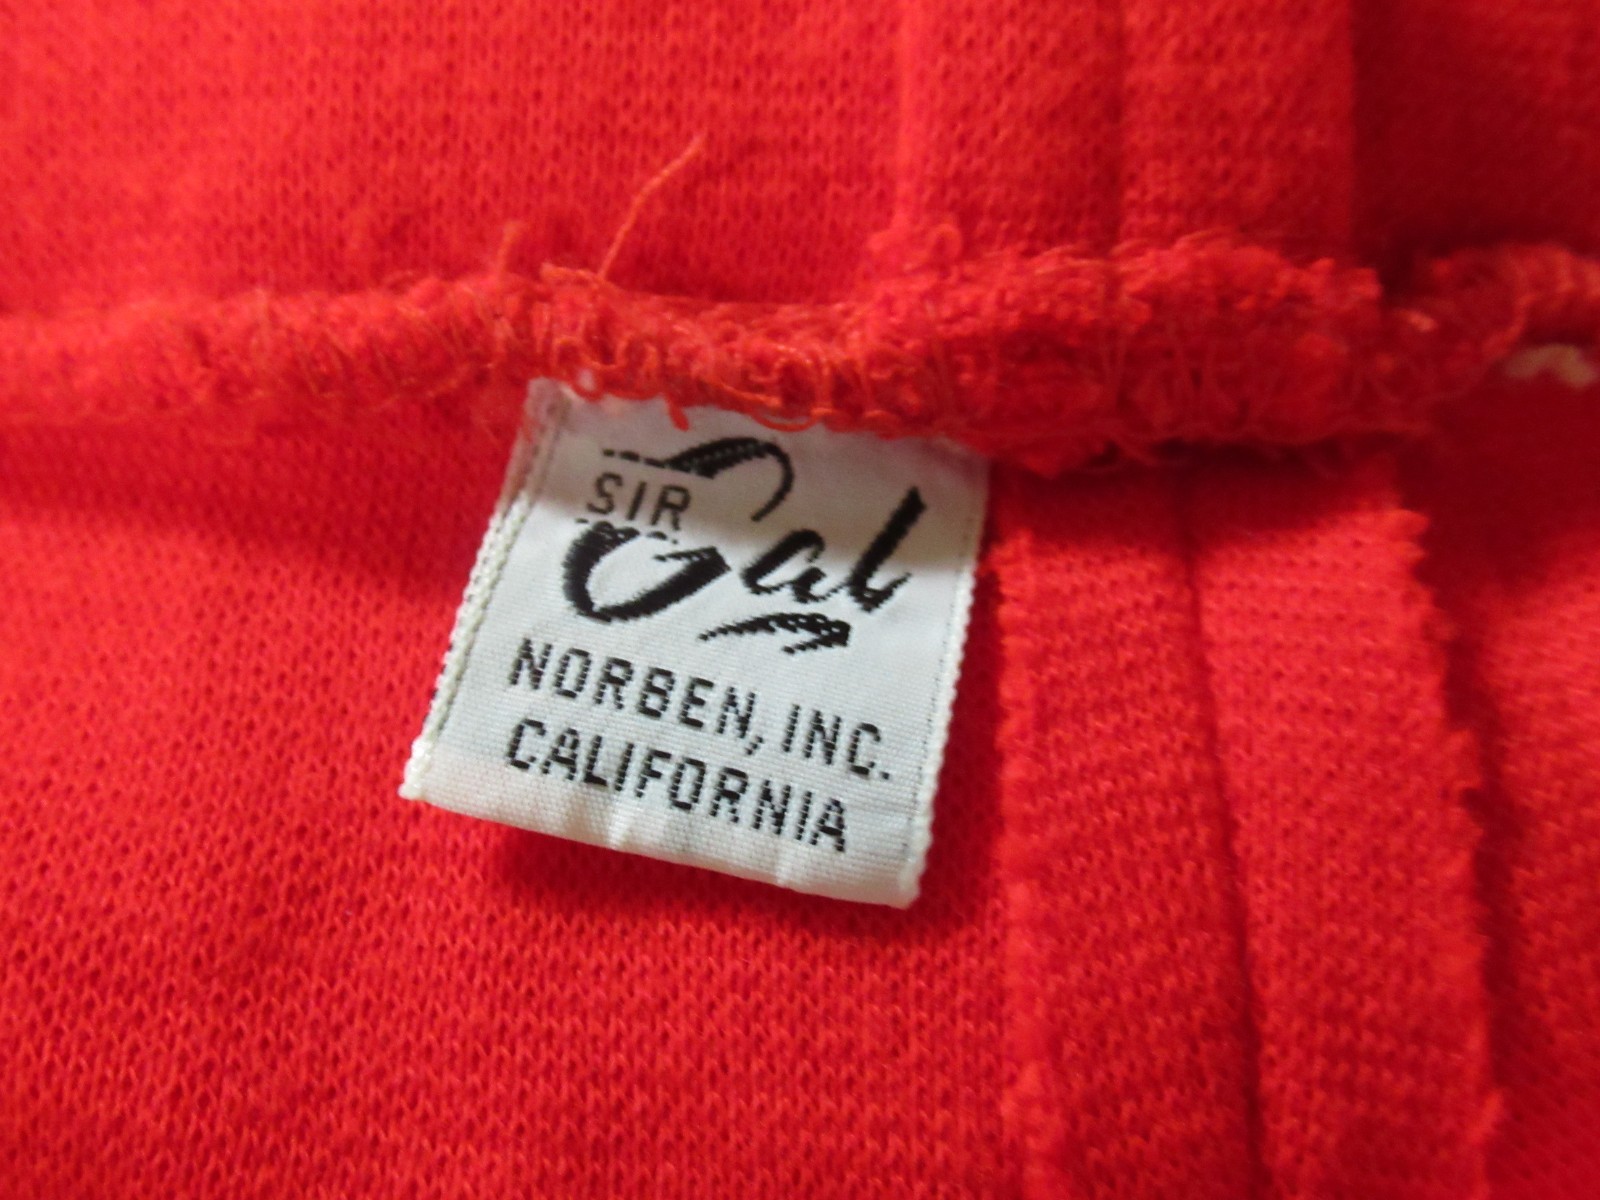 SIR Cal
NORBEN, INC.
CALIFORNIA